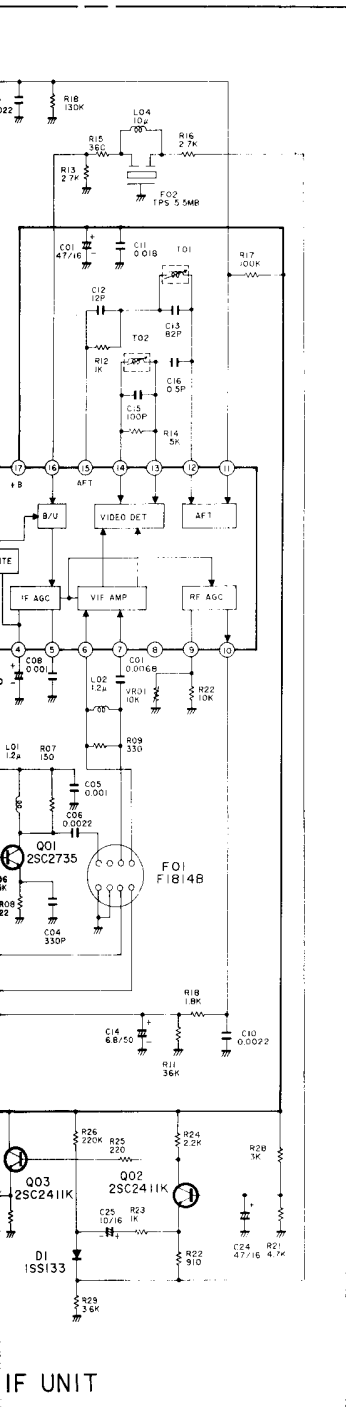 022
R18
130K
L04
10μ
R15
360
R16
2.7K
R13
2.7K
F02
TPS 5.5MB
C01
47/16
C11
0.018
T01
R17
100K
C12
12P
C13
82P
T02
R12
1K
C16
0.5P
C15
100P
R14
5K
17
16
15
14
13
12
11
+B
AFT
B/U
VIDEO DET
AFT
ITE
IF AGC
VIF AMP
RF AGC
4
5
6
7
8
9
10
C08
0.001
C01
0.0068
L02
1.2μ
VR01
10K
R22
10K
L01
1.2μ
R07
150
R09
330
C05
0.001
C06
0.0022
Q01
2SC2735
F01
F1814B
R08
22
C04
330P
R18
1.8K
C14
6.8/50
R11
36K
C10
0.0022
R26
220K
R25
220
R24
2.2K
R28
3K
Q03
2SC2411K
Q02
2SC2411K
C25
10/16
R23
1K
D1
1SS133
R22
910
C24
47/16
R21
4.7K
R29
3.6K
IF UNIT